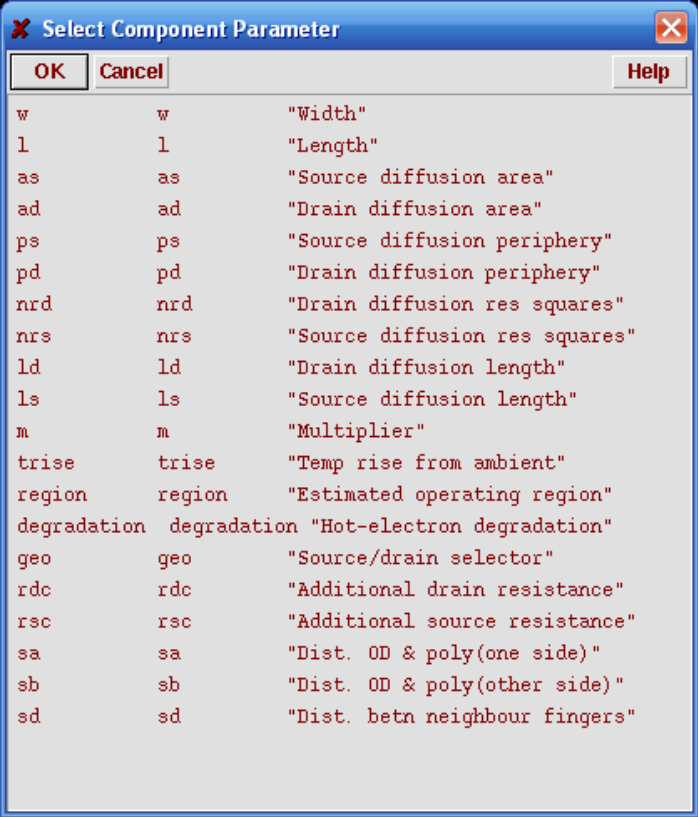 Select Component Parameter
OK Cancel Help
w w "Width"
l l "Length"
as as "Source diffusion area"
ad ad "Drain diffusion area"
ps ps "Source diffusion periphery"
pd pd "Drain diffusion periphery"
nrd nrd "Drain diffusion res squares"
nrs nrs "Source diffusion res squares"
ld ld "Drain diffusion length"
ls ls "Source diffusion length"
m m "Multiplier"
trise trise "Temp rise from ambient"
region region "Estimated operating region"
degradation degradation "Hot-electron degradation"
geo geo "Source/drain selector"
rdc rdc "Additional drain resistance"
rsc rsc "Additional source resistance"
sa sa "Dist. OD & poly(one side)"
sb sb "Dist. OD & poly(other side)"
sd sd "Dist. betn neighbour fingers"